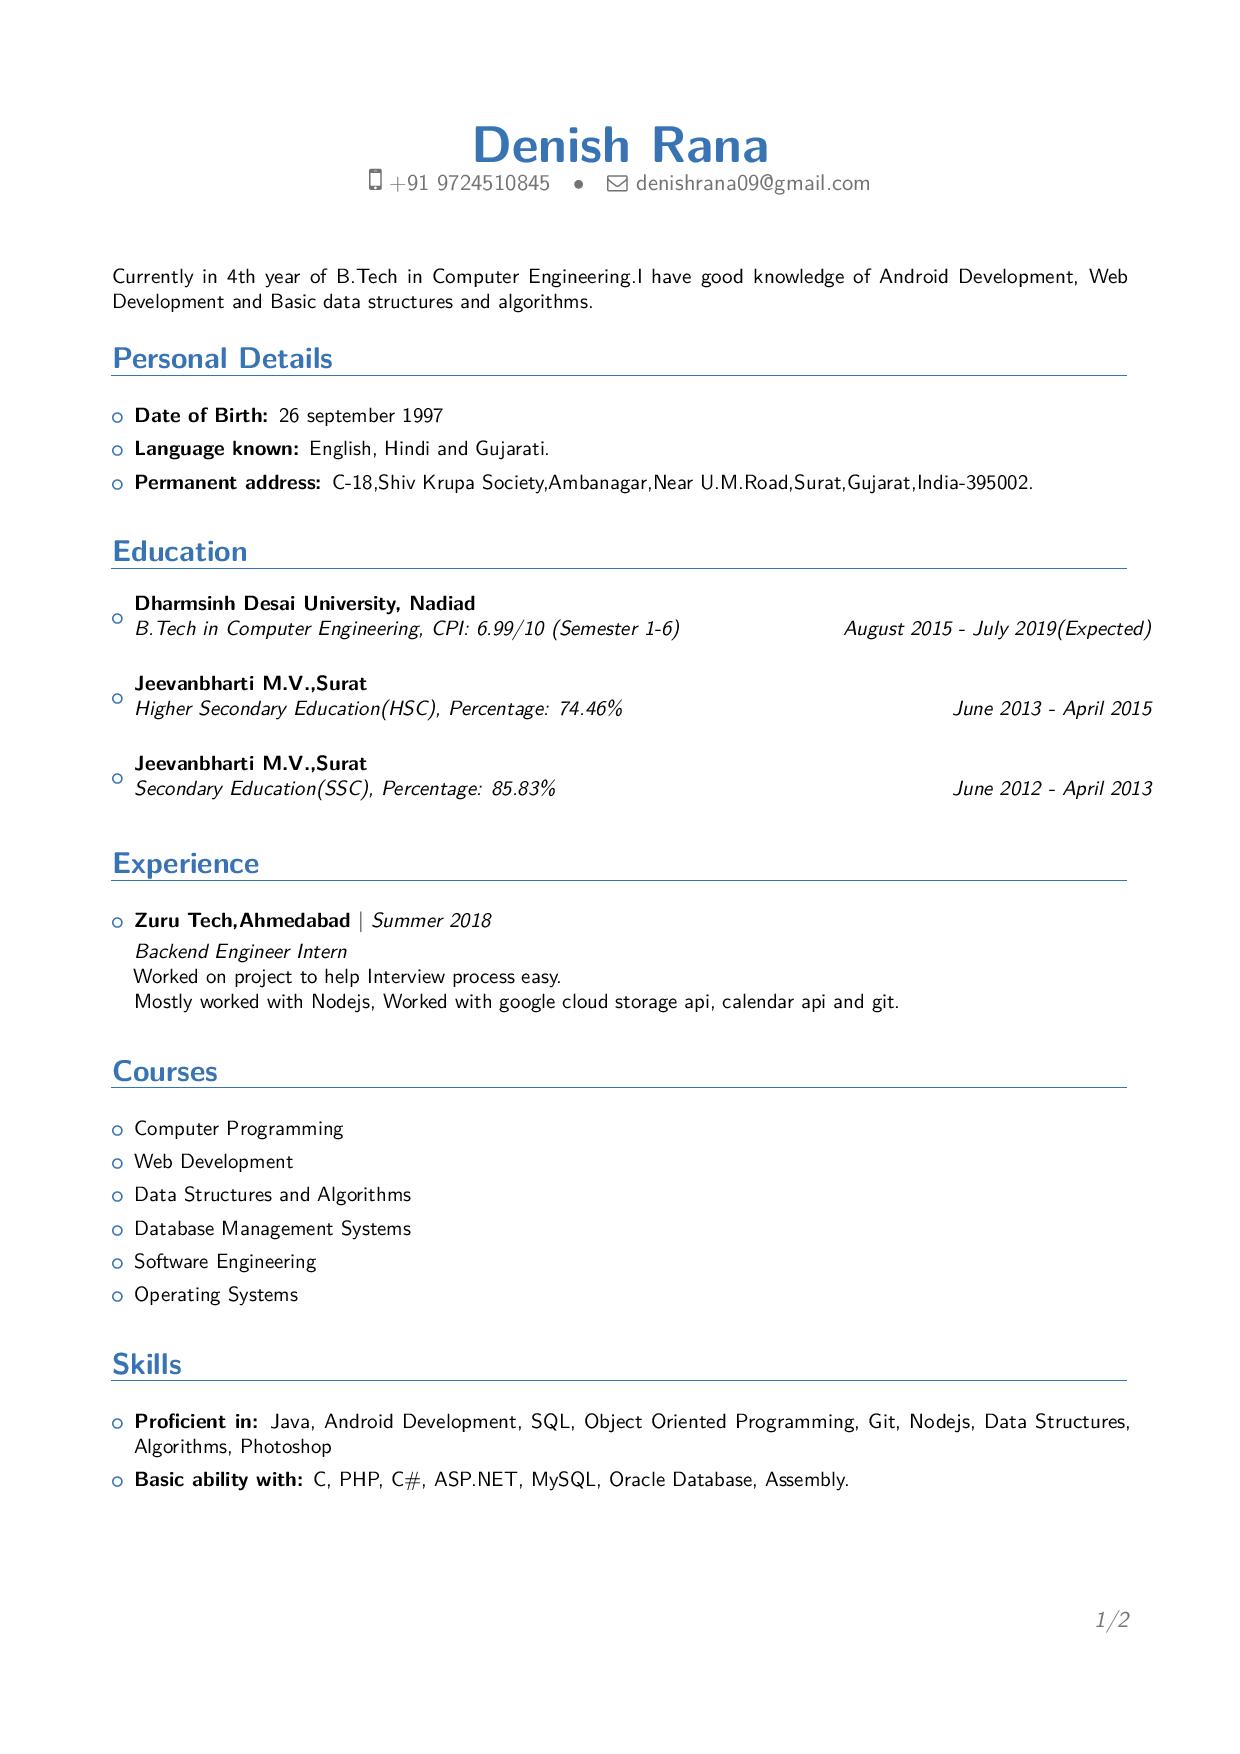 Denish Rana
+91 9724510845 • denishrana09@gmail.com
Currently in 4th year of B.Tech in Computer Engineering.I have good knowledge of Android Development, Web
Development and Basic data structures and algorithms.
Personal Details
Date of Birth: 26 september 1997
Language known: English, Hindi and Gujarati.
Permanent address: C-18,Shiv Krupa Society,Ambanagar,Near U.M.Road,Surat,Gujarat,India-395002.
Education
Dharmsinh Desai University, Nadiad
B.Tech in Computer Engineering, CPI: 6.99/10 (Semester 1-6) August 2015 - July 2019(Expected)
Jeevanbharti M.V.,Surat
Higher Secondary Education(HSC), Percentage: 74.46% June 2013 - April 2015
Jeevanbharti M.V.,Surat
Secondary Education(SSC), Percentage: 85.83% June 2012 - April 2013
Experience
Zuru Tech,Ahmedabad | Summer 2018
Backend Engineer Intern
Worked on project to help Interview process easy.
Mostly worked with Nodejs, Worked with google cloud storage api, calendar api and git.
Courses
Computer Programming
Web Development
Data Structures and Algorithms
Database Management Systems
Software Engineering
Operating Systems
Skills
Proficient in: Java, Android Development, SQL, Object Oriented Programming, Git, Nodejs, Data Structures,
Algorithms, Photoshop
Basic ability with: C, PHP, C#, ASP.NET, MySQL, Oracle Database, Assembly.
1/2